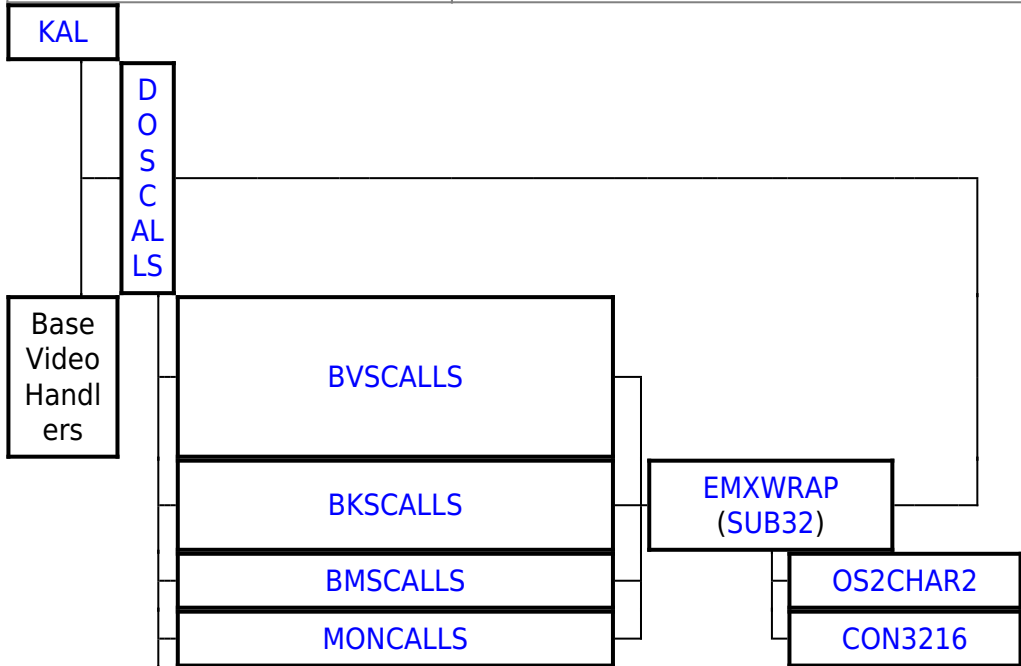 KAL
D
O
S
C
AL
LS
Base
Video
Handl
ers
BVSCALLS
BKSCALLS
EMXWRAP
(SUB32)
BMSCALLS
OS2CHAR2
MONCALLS
CON3216